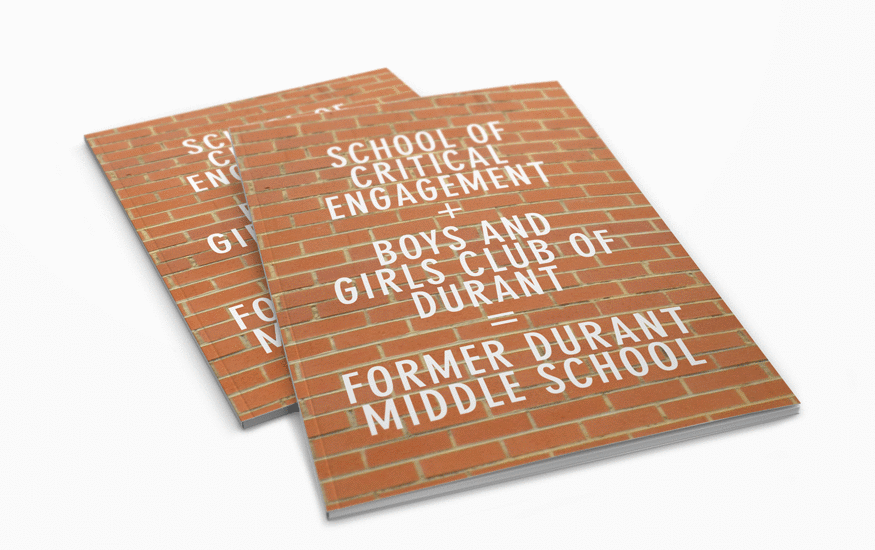 SCHOOL OF
CRITICAL
ENGAGEMENT
+
BOYS AND
GIRLS CLUB OF
DURANT
=
FORMER DURANT
MIDDLE SCHOOL